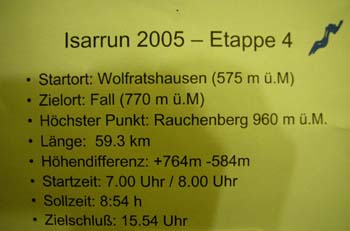 Isarrun 2005 – Etappe 4
• Startort: Wolfratshausen (575 m ü.M)
• Zielort: Fall (770 m ü.M)
• Höchster Punkt: Rauchenberg 960 m ü.M.
• Länge: 59.3 km
• Höhendifferenz: +764m -584m
• Startzeit: 7.00 Uhr / 8.00 Uhr
• Sollzeit: 8:54 h
• Zielschluß: 15.54 Uhr